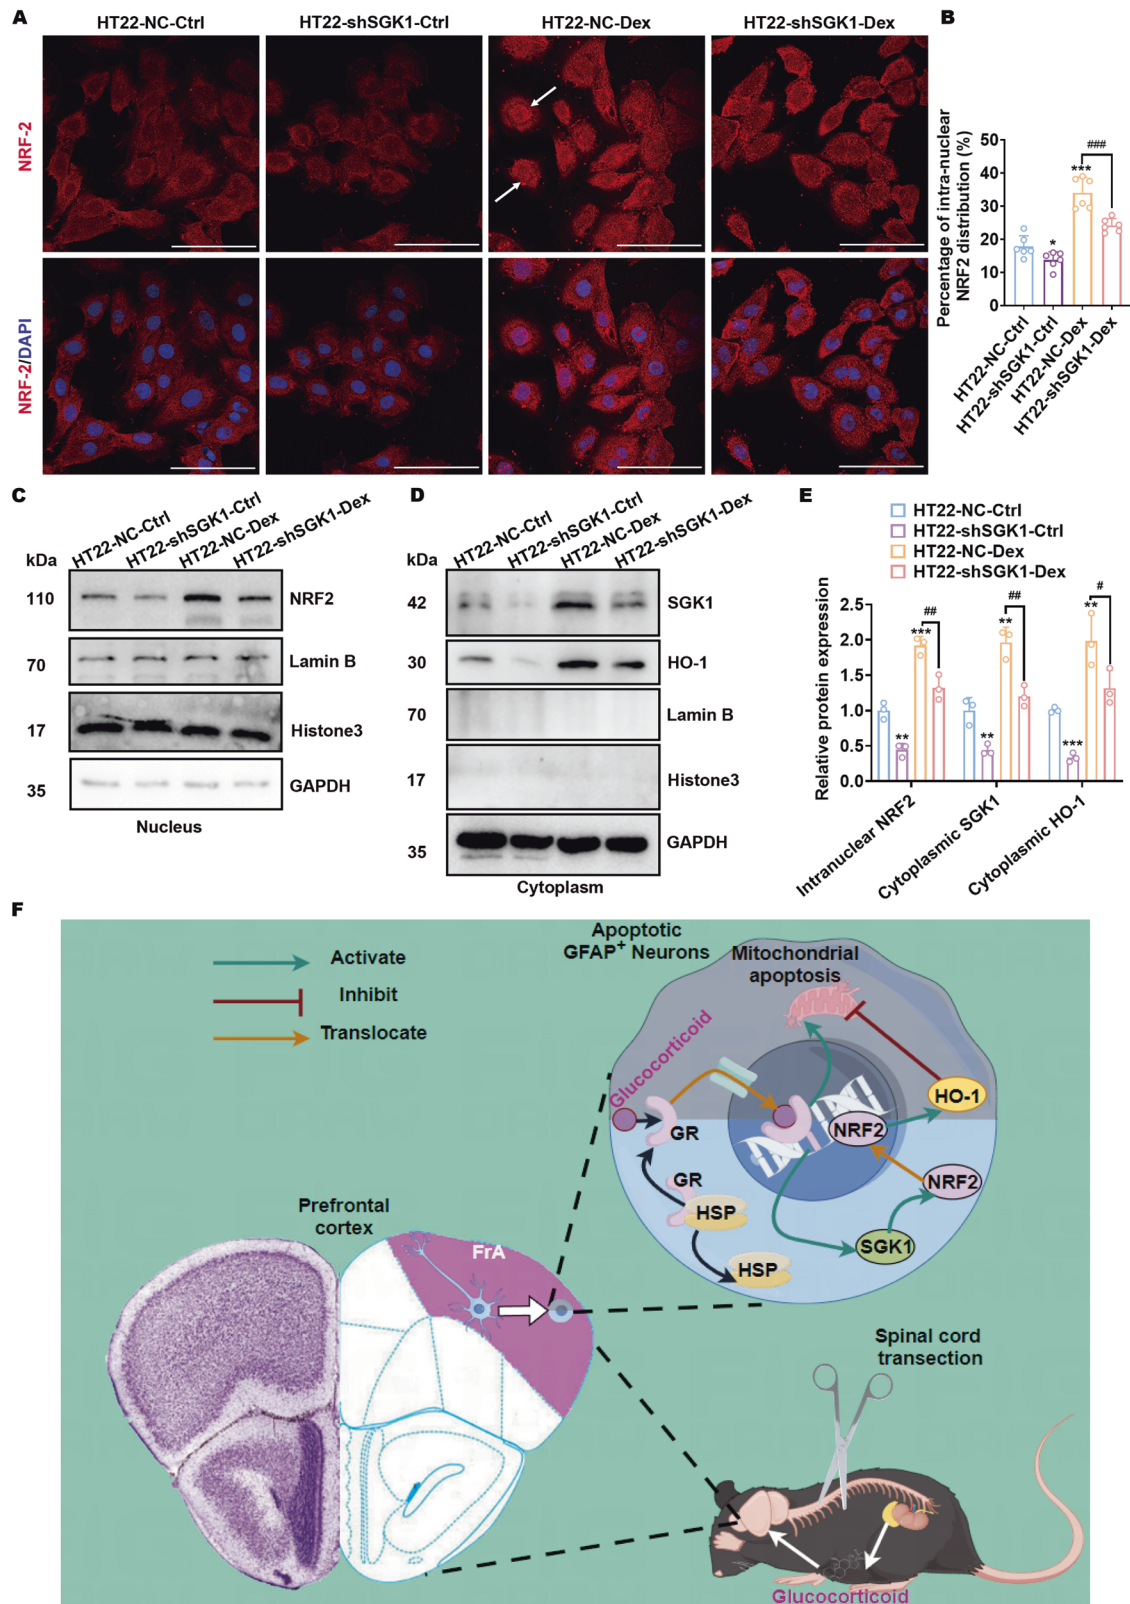 A
HT22-NC-Ctrl
HT22-shSGK1-Ctrl
HT22-NC-Dex
HT22-shSGK1-Dex
NRF-2
NRF-2/DAPI
B
Percentage of intra-nuclear
NRF2 distribution (%)
50
40
30
20
10
0
***
###
*
HT22-NC-Ctrl
HT22-shSGK1-Ctrl
HT22-NC-Dex
HT22-shSGK1-Dex
C
kDa
HT22-NC-Ctrl
HT22-shSGK1-Ctrl
HT22-NC-Dex
HT22-shSGK1-Dex
110
NRF2
70
Lamin B
17
Histone3
35
GAPDH
Nucleus
D
kDa
HT22-NC-Ctrl
HT22-shSGK1-Ctrl
HT22-NC-Dex
HT22-shSGK1-Dex
42
SGK1
30
HO-1
70
Lamin B
17
Histone3
35
GAPDH
Cytoplasm
E
HT22-NC-Ctrl
HT22-shSGK1-Ctrl
HT22-NC-Dex
HT22-shSGK1-Dex
Relative protein expression
2.5
2.0
1.5
1.0
0.5
0.0
**
***
##
**
**
##
***
**
#
Intranuclear NRF2
Cytoplasmic SGK1
Cytoplasmic HO-1
F
Activate
Inhibit
Translocate
Apoptotic
GFAP+ Neurons
Mitochondrial
apoptosis
Glucocorticoid
GR
HO-1
NRF2
GR
HSP
NRF2
SGK1
HSP
Prefrontal
cortex
FrA
Spinal cord
transection
Glucocorticoid